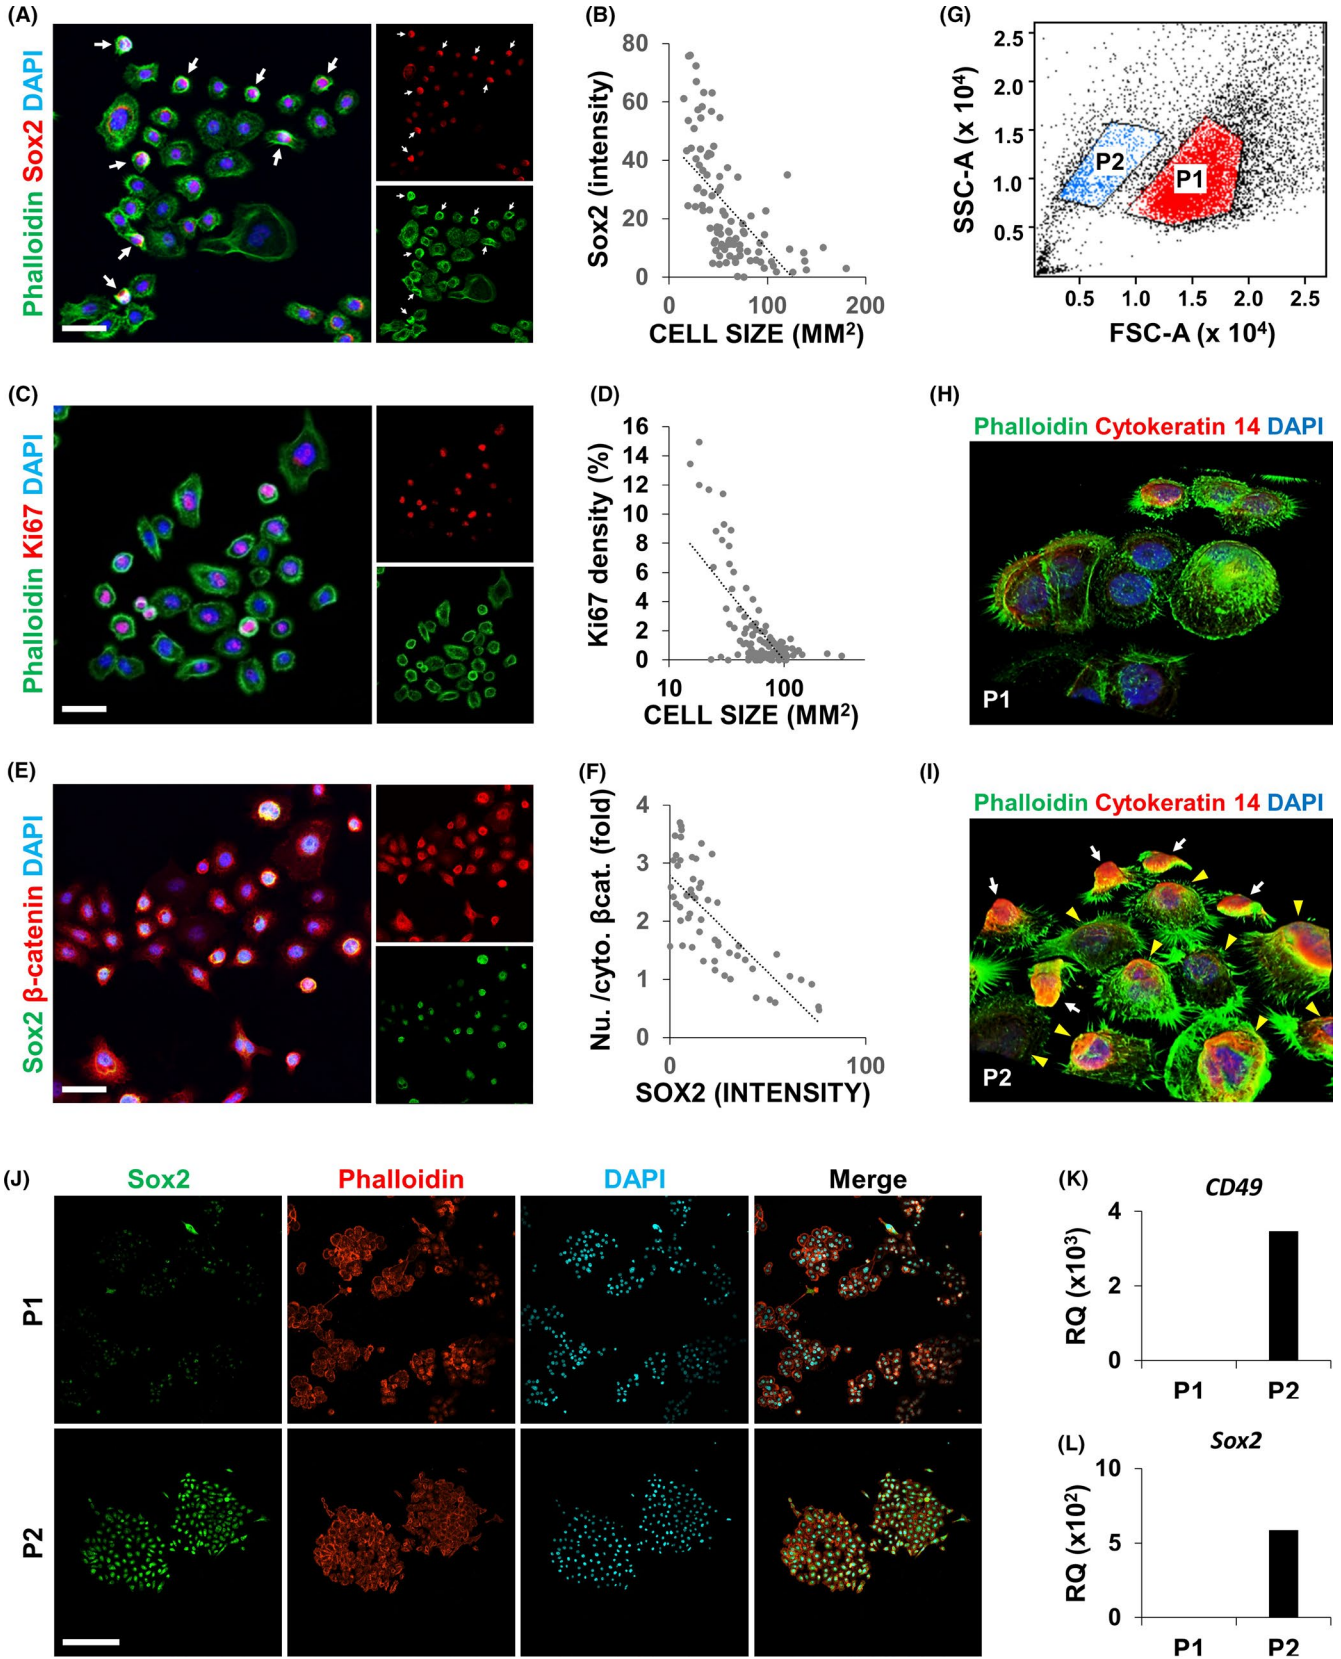 (A)
Phalloidin Sox2 DAPI
(B)
Sox2 (intensity)
80
60
40
20
0
0 100 200
CELL SIZE (MM²)
(G)
SSC-A (x 10⁴)
2.5
2.0
1.5
1.0
0.5
P2
P1
0.5 1.0 1.5 2.0 2.5
FSC-A (x 10⁴)
(C)
Phalloidin Ki67 DAPI
(D)
Ki67 density (%)
16
14
12
10
8
6
4
2
0
10 100
CELL SIZE (MM²)
(H)
Phalloidin Cytokeratin 14 DAPI
P1
(E)
Sox2 β-catenin DAPI
(F)
Nu. /cyto. βcat. (fold)
4
3
2
1
0
0 100
SOX2 (INTENSITY)
(I)
Phalloidin Cytokeratin 14 DAPI
P2
(J)
Sox2 Phalloidin DAPI Merge
P1
P2
(K)
CD49
RQ (x10³)
4
2
0
P1 P2
(L)
Sox2
RQ (x10²)
10
5
0
P1 P2